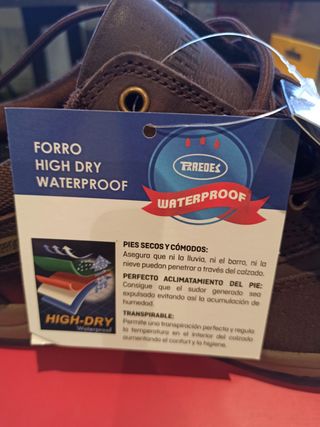 FORRO
HIGH DRY
WATERPROOF
PAREDES
WATERPROOF
PIES SECOS Y CÓMODOS:
Asegura que ni la lluvia, ni el barro, ni la
nieve puedan penetrar a través del calzado.
PERFECTO ACLIMATAMIENTO DEL PIE:
Consigue que el sudor generado sea
expulsado evitando así la acumulación de
humedad.
TRANSPIRABLE:
Permite una transpiración perfecta y regula
la temperatura en el interior del calzado
aumentando el confort y la higiene.
HIGH-DRY
Waterproof